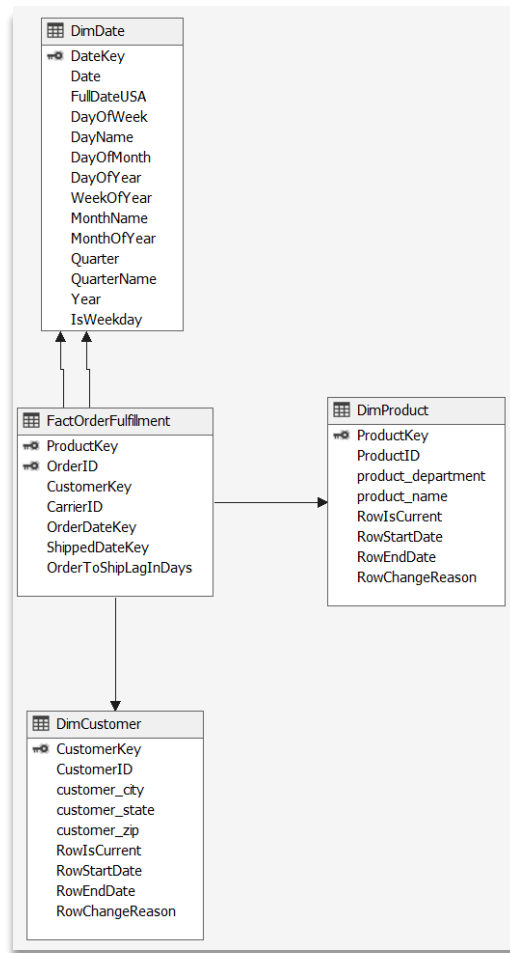 DimDate
DateKey
Date
FullDateUSA
DayOfWeek
DayName
DayOfMonth
DayOfYear
WeekOfYear
MonthName
MonthOfYear
Quarter
QuarterName
Year
IsWeekday
FactOrderFulfillment
ProductKey
OrderID
CustomerKey
CarrierID
OrderDateKey
ShippedDateKey
OrderToShipLagInDays
DimProduct
ProductKey
ProductID
product_department
product_name
RowIsCurrent
RowStartDate
RowEndDate
RowChangeReason
DimCustomer
CustomerKey
CustomerID
customer_city
customer_state
customer_zip
RowIsCurrent
RowStartDate
RowEndDate
RowChangeReason